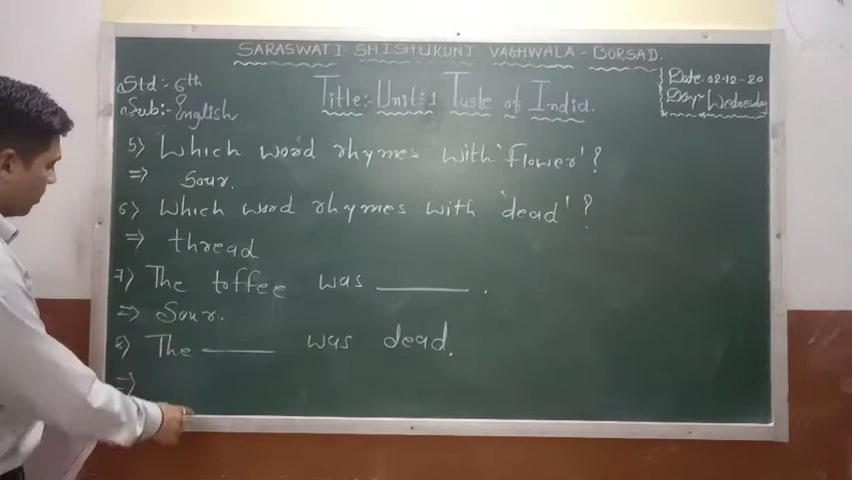 SARASWATI SHISHUKUNJ VAGHWALA - BORSAD.
Std :- 6th
Sub:- English
Title:- Unit:1 Taste of India.
Date: 02-12-20
Day:- Wednesday
5) Which word rhymes with 'flower'?
⇒ Sour.
6) Which word rhymes with 'dead'?
⇒ thread
7) The toffee was ______ .
⇒ Sour.
8) The ______ was dead.
⇒